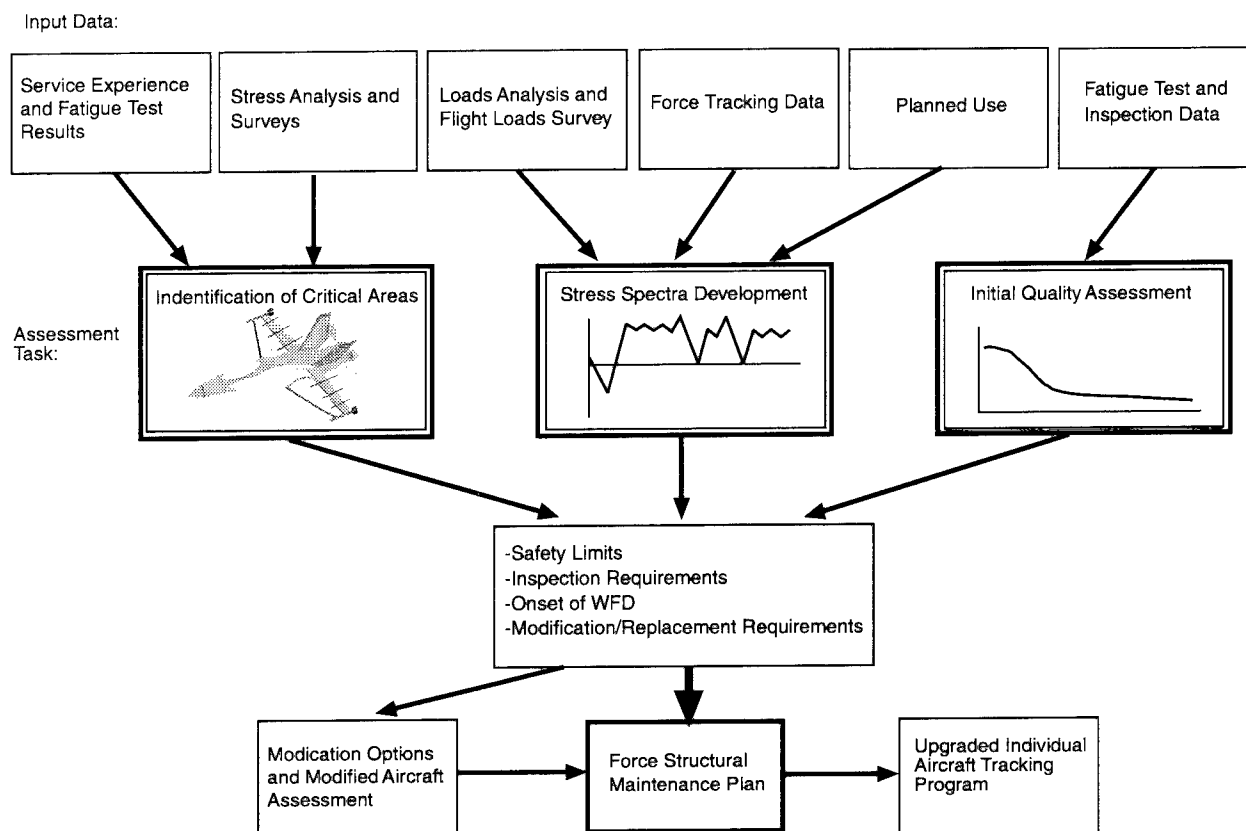 Input Data:
Service Experience
and Fatigue Test
Results
Stress Analysis and
Surveys
Loads Analysis and
Flight Loads Survey
Force Tracking Data
Planned Use
Fatigue Test and
Inspection Data
Assessment
Task:
Indentification of Critical Areas
Stress Spectra Development
Initial Quality Assessment
-Safety Limits
-Inspection Requirements
-Onset of WFD
-Modification/Replacement Requirements
Modication Options
and Modified Aircraft
Assessment
Force Structural
Maintenance Plan
Upgraded Individual
Aircraft Tracking
Program